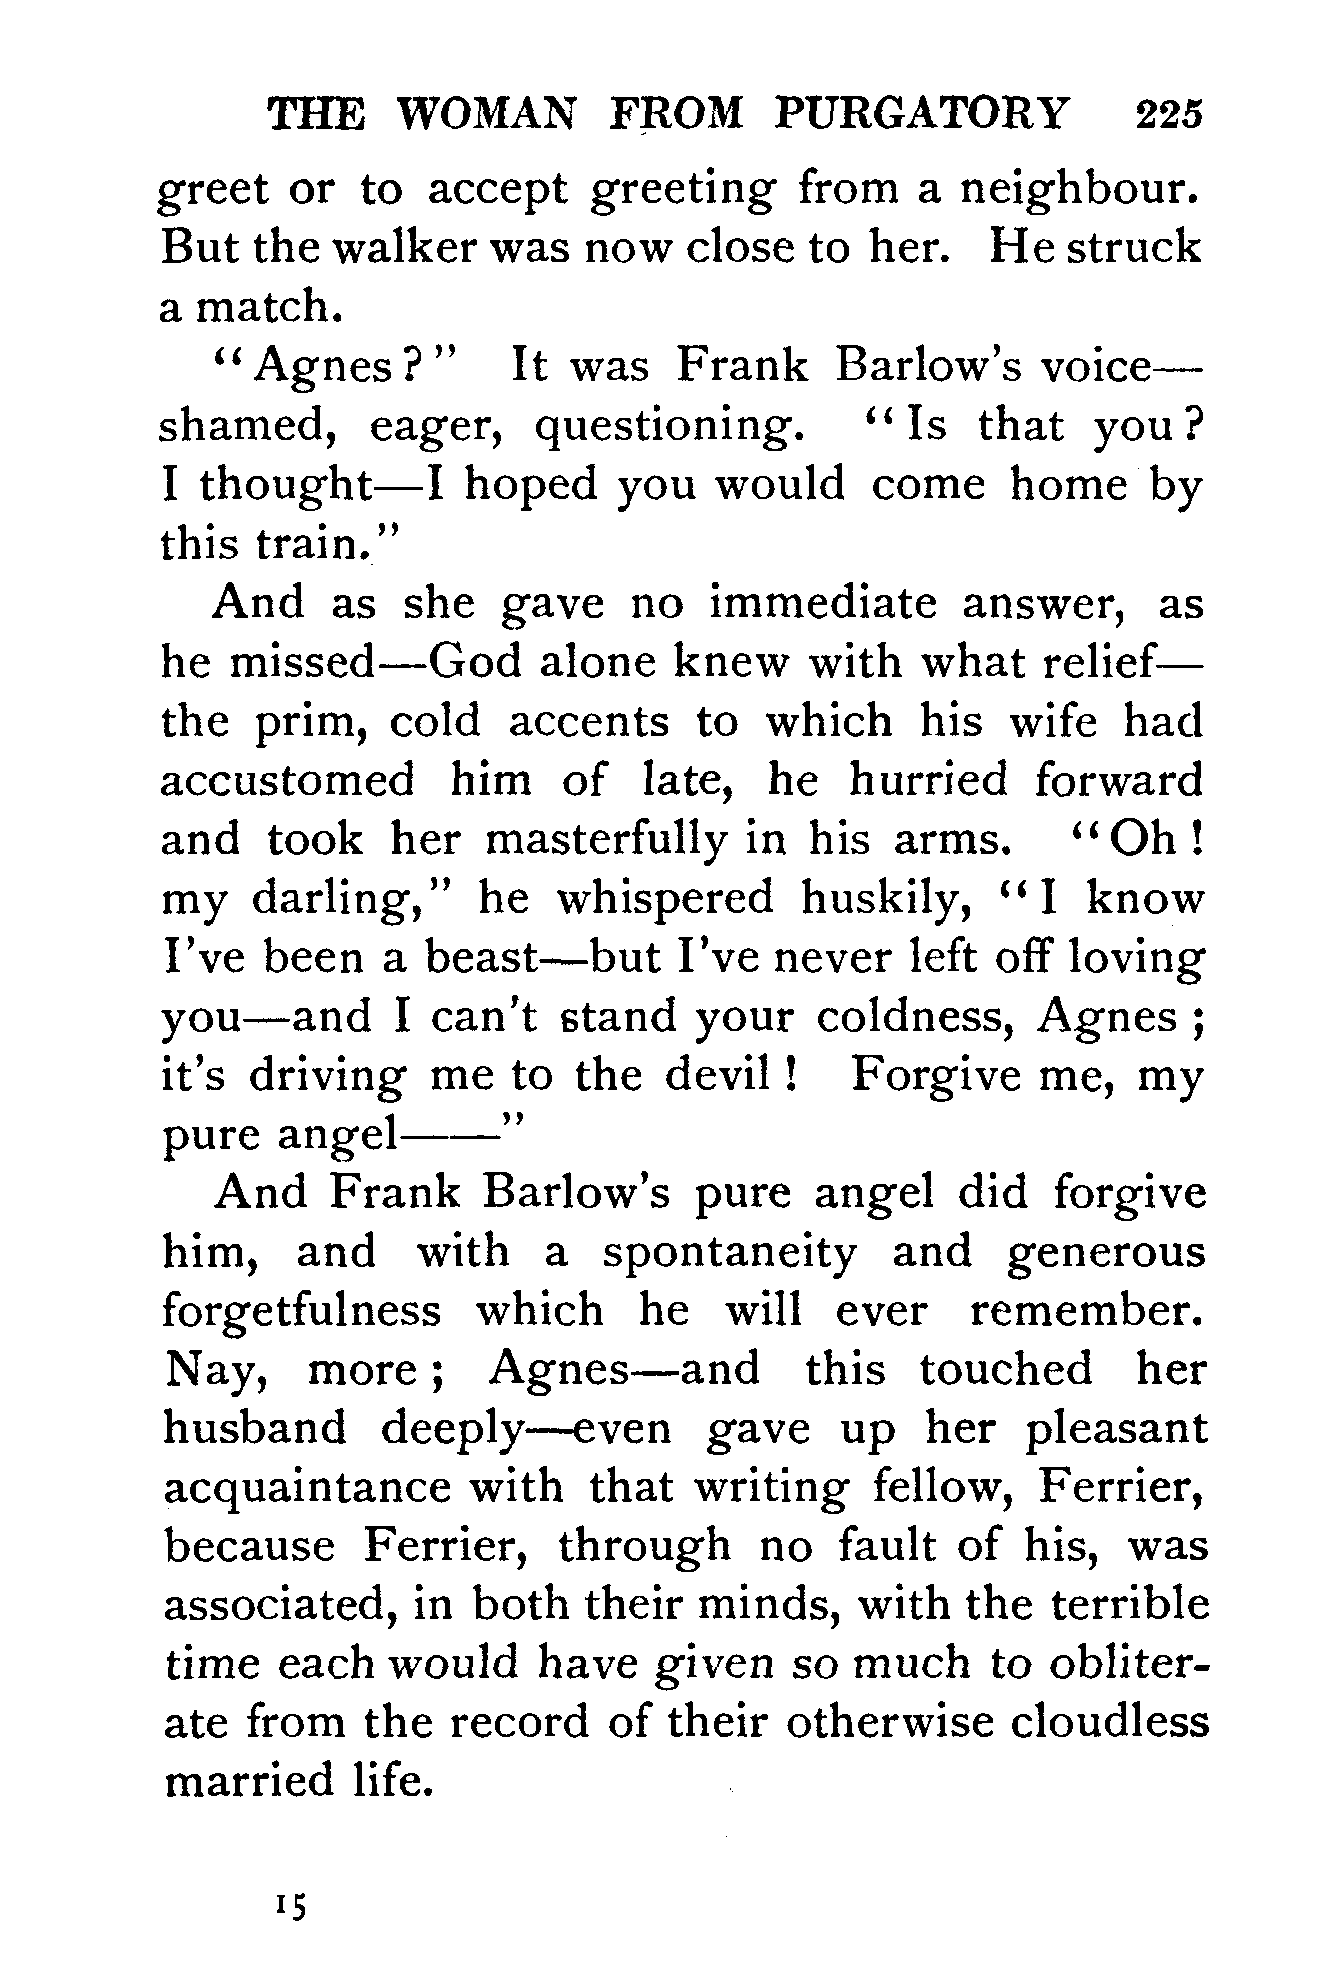 THE WOMAN FROM PURGATORY 225
greet or to accept greeting from a neighbour.
But the walker was now close to her. He struck
a match.
“Agnes?” It was Frank Barlow's voice—
shamed, eager, questioning. “Is that you?
I thought—I hoped you would come home by
this train.”
And as she gave no immediate answer, as
he missed—God alone knew with what relief—
the prim, cold accents to which his wife had
accustomed him of late, he hurried forward
and took her masterfully in his arms. “Oh!
my darling,” he whispered huskily, “I know
I've been a beast—but I've never left off loving
you—and I can't stand your coldness, Agnes;
it's driving me to the devil! Forgive me, my
pure angel——”
And Frank Barlow's pure angel did forgive
him, and with a spontaneity and generous
forgetfulness which he will ever remember.
Nay, more; Agnes—and this touched her
husband deeply—even gave up her pleasant
acquaintance with that writing fellow, Ferrier,
because Ferrier, through no fault of his, was
associated, in both their minds, with the terrible
time each would have given so much to obliter-
ate from the record of their otherwise cloudless
married life.
15